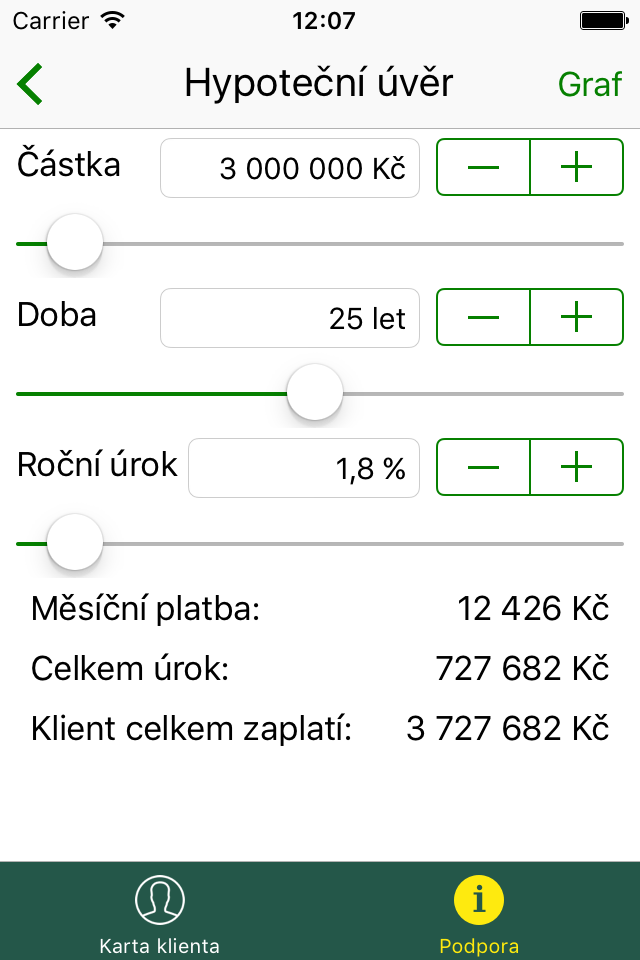 Carrier 12:07
Hypoteční úvěr Graf
Částka 3 000 000 Kč — +
Doba 25 let — +
Roční úrok 1,8 % — +
Měsíční platba: 12 426 Kč
Celkem úrok: 727 682 Kč
Klient celkem zaplatí: 3 727 682 Kč
Karta klienta Podpora